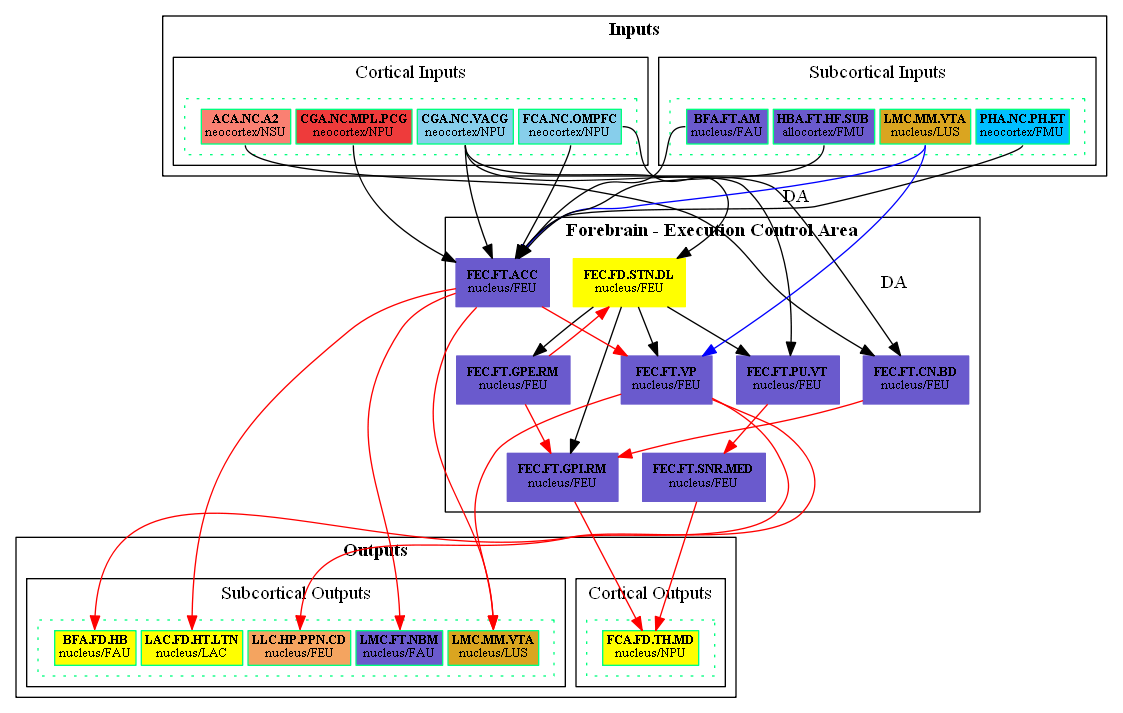 Inputs
Cortical Inputs
Subcortical Inputs
ACA.NC.A2
neocortex/NSU
CGA.NC.MPL.PCG
neocortex/NPU
CGA.NC.VACG
neocortex/NPU
FCA.NC.OMPFC
neocortex/NPU
BFA.FT.AM
nucleus/FAU
HBA.FT.HF.SUB
allocortex/FMU
LMC.MM.VTA
nucleus/LUS
PHA.NC.PH.ET
neocortex/FMU
DA
Forebrain - Execution Control Area
FEC.FT.ACC
nucleus/FEU
FEC.FD.STN.DL
nucleus/FEU
DA
FEC.FT.GPE.RM
nucleus/FEU
FEC.FT.VP
nucleus/FEU
FEC.FT.PU.VT
nucleus/FEU
FEC.FT.CN.BD
nucleus/FEU
FEC.FT.GPI.RM
nucleus/FEU
FEC.FT.SNR.MED
nucleus/FEU
Outputs
Subcortical Outputs
Cortical Outputs
BFA.FD.HB
nucleus/FAU
LAC.FD.HT.LTN
nucleus/LAC
LLC.HP.PPN.CD
nucleus/FEU
LMC.FT.NBM
nucleus/FAU
LMC.MM.VTA
nucleus/LUS
FCA.FD.TH.MD
nucleus/NPU